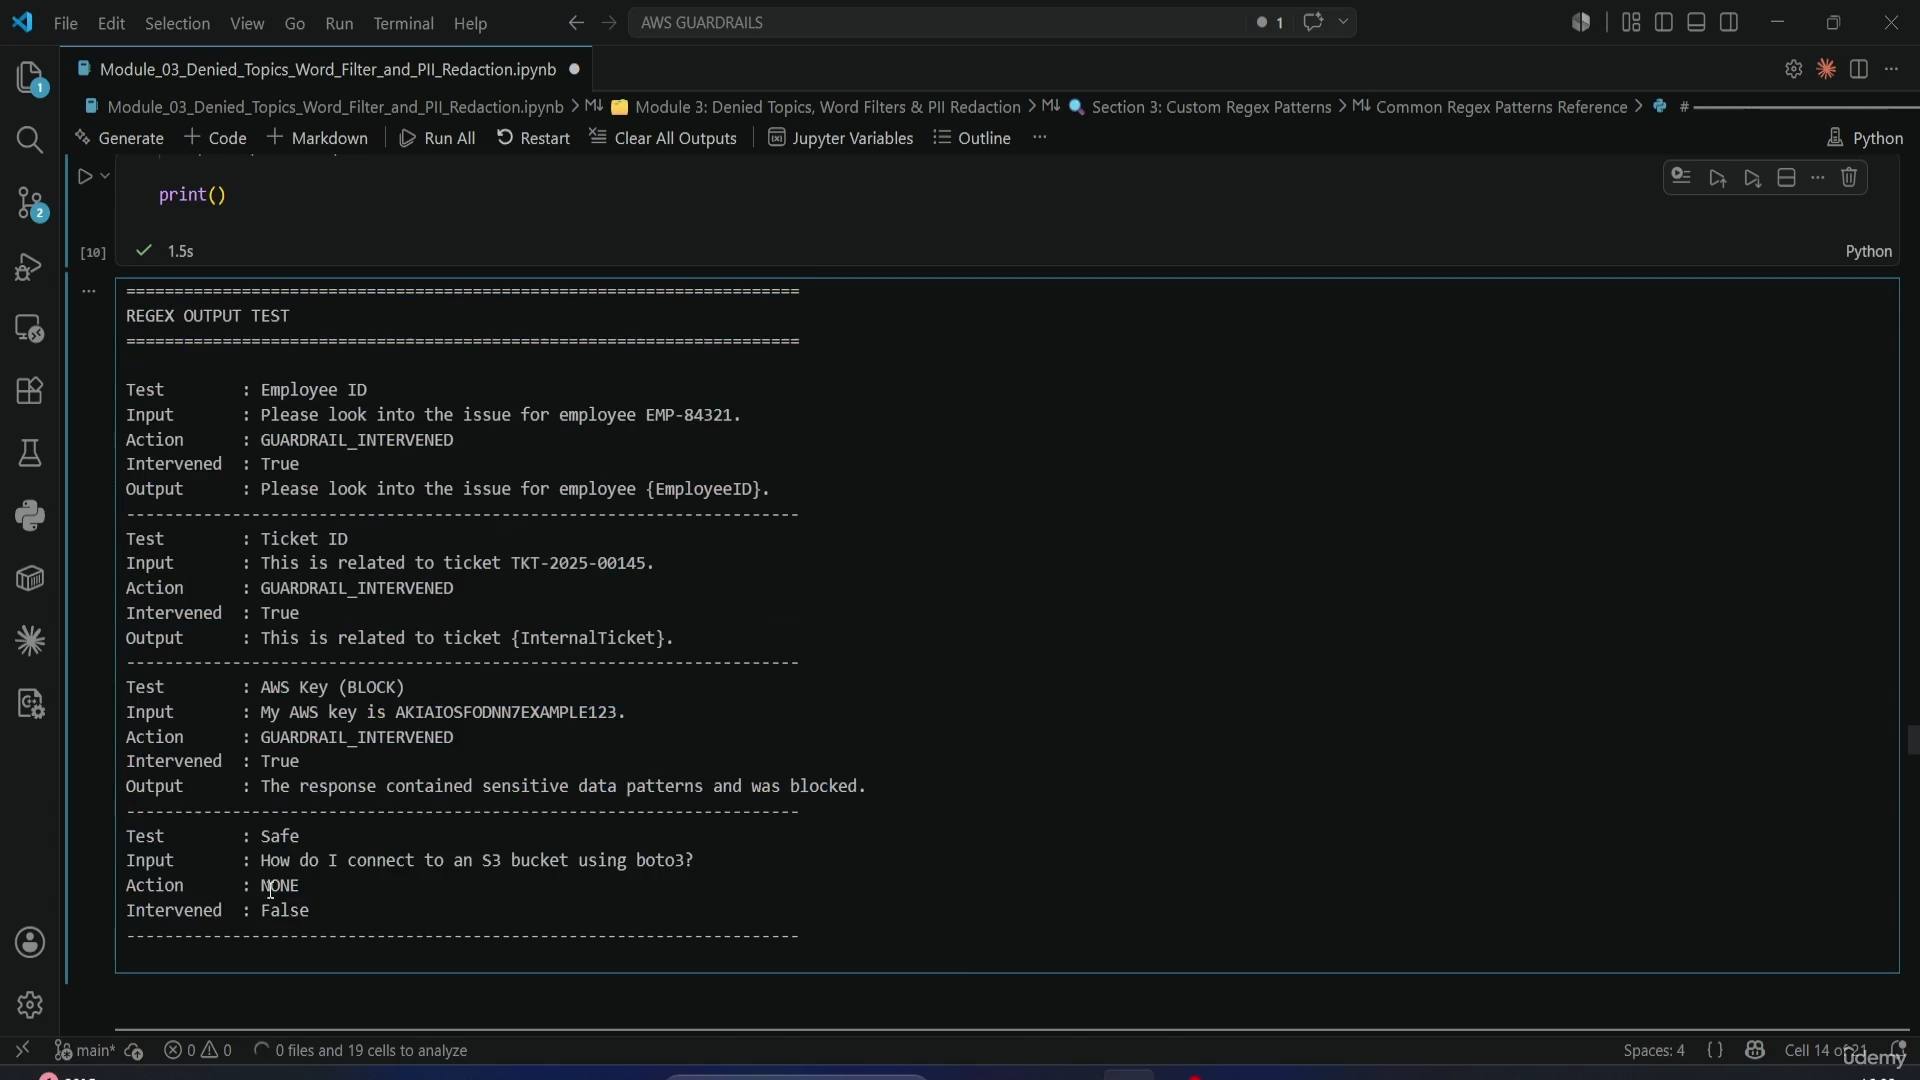 File Edit Selection View Go Run Terminal Help AWS GUARDRAILS 1
Module_03_Denied_Topics_Word_Filter_and_PII_Redaction.ipynb
Module_03_Denied_Topics_Word_Filter_and_PII_Redaction.ipynb > M↓ Module 3: Denied Topics, Word Filters & PII Redaction > M↓ Section 3: Custom Regex Patterns > M↓ Common Regex Patterns Reference > #
Generate + Code + Markdown Run All Restart Clear All Outputs Jupyter Variables Outline ... Python
print()
[10] 1.5s Python
======================================================================
REGEX OUTPUT TEST
======================================================================
Test : Employee ID
Input : Please look into the issue for employee EMP-84321.
Action : GUARDRAIL_INTERVENED
Intervened : True
Output : Please look into the issue for employee {EmployeeID}.
----------------------------------------------------------------------
Test : Ticket ID
Input : This is related to ticket TKT-2025-00145.
Action : GUARDRAIL_INTERVENED
Intervened : True
Output : This is related to ticket {InternalTicket}.
----------------------------------------------------------------------
Test : AWS Key (BLOCK)
Input : My AWS key is AKIAIOSFODNN7EXAMPLE123.
Action : GUARDRAIL_INTERVENED
Intervened : True
Output : The response contained sensitive data patterns and was blocked.
----------------------------------------------------------------------
Test : Safe
Input : How do I connect to an S3 bucket using boto3?
Action : NONE
Intervened : False
----------------------------------------------------------------------
main* 0 0 0 files and 19 cells to analyze Spaces: 4 {} Cell 14 of 21
udemy
1
2